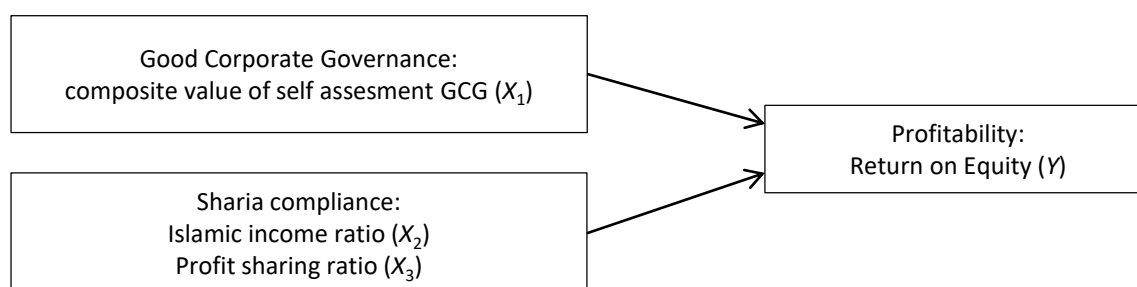 Good Corporate Governance:
composite value of self assesment GCG (X₁)
Sharia compliance:
Islamic income ratio (X₂)
Profit sharing ratio (X₃)
Profitability:
Return on Equity (Y)